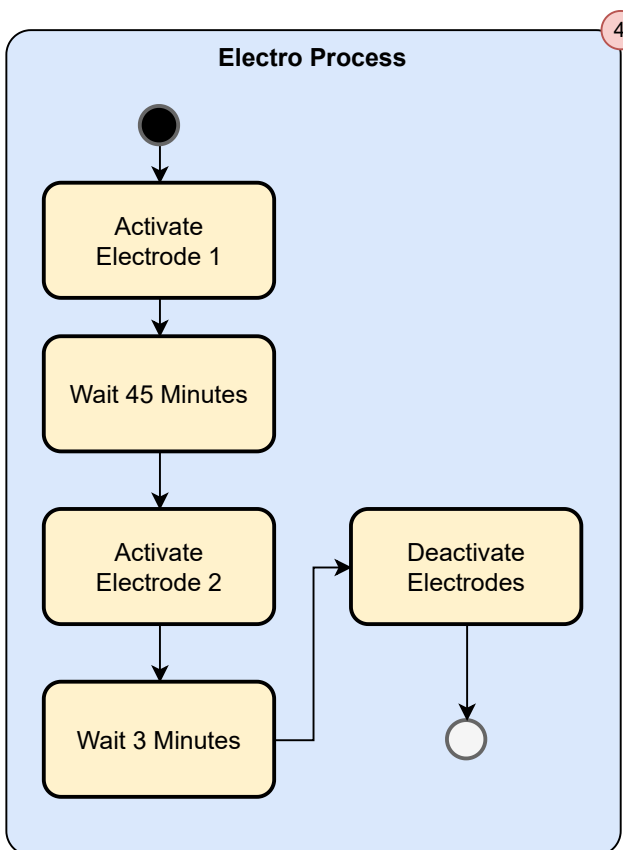 4
Electro Process
Activate
Electrode 1
Wait 45 Minutes
Activate
Electrode 2
Wait 3 Minutes
Deactivate
Electrodes